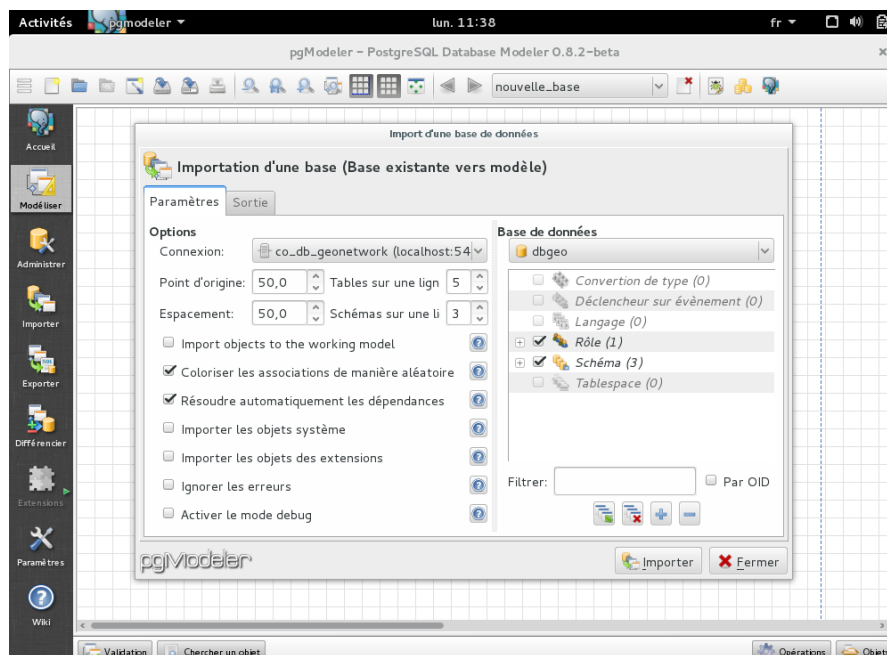 Activités pgmodeler lun. 11:38 fr
pgModeler - PostgreSQL Database Modeler 0.8.2-beta
nouvelle_base
Accueil
Modéliser
Administrer
Importer
Exporter
Différencier
Extensions
Paramètres
Wiki
Import d'une base de données
Importation d'une base (Base existante vers modèle)
Paramètres Sortie
Options
Connexion: co_db_geonetwork (localhost:54
Point d'origine: 50,0 Tables sur une lign 5
Espacement: 50,0 Schémas sur une li 3
Import objects to the working model
Coloriser les associations de manière aléatoire
Résoudre automatiquement les dépendances
Importer les objets système
Importer les objets des extensions
Ignorer les erreurs
Activer le mode debug
Base de données
dbgeo
Convertion de type (0)
Déclencheur sur évènement (0)
Langage (0)
Rôle (1)
Schéma (3)
Tablespace (0)
Filtrer: Par OID
pgModeler
Importer Fermer
Validation Chercher un objet Opérations Objets